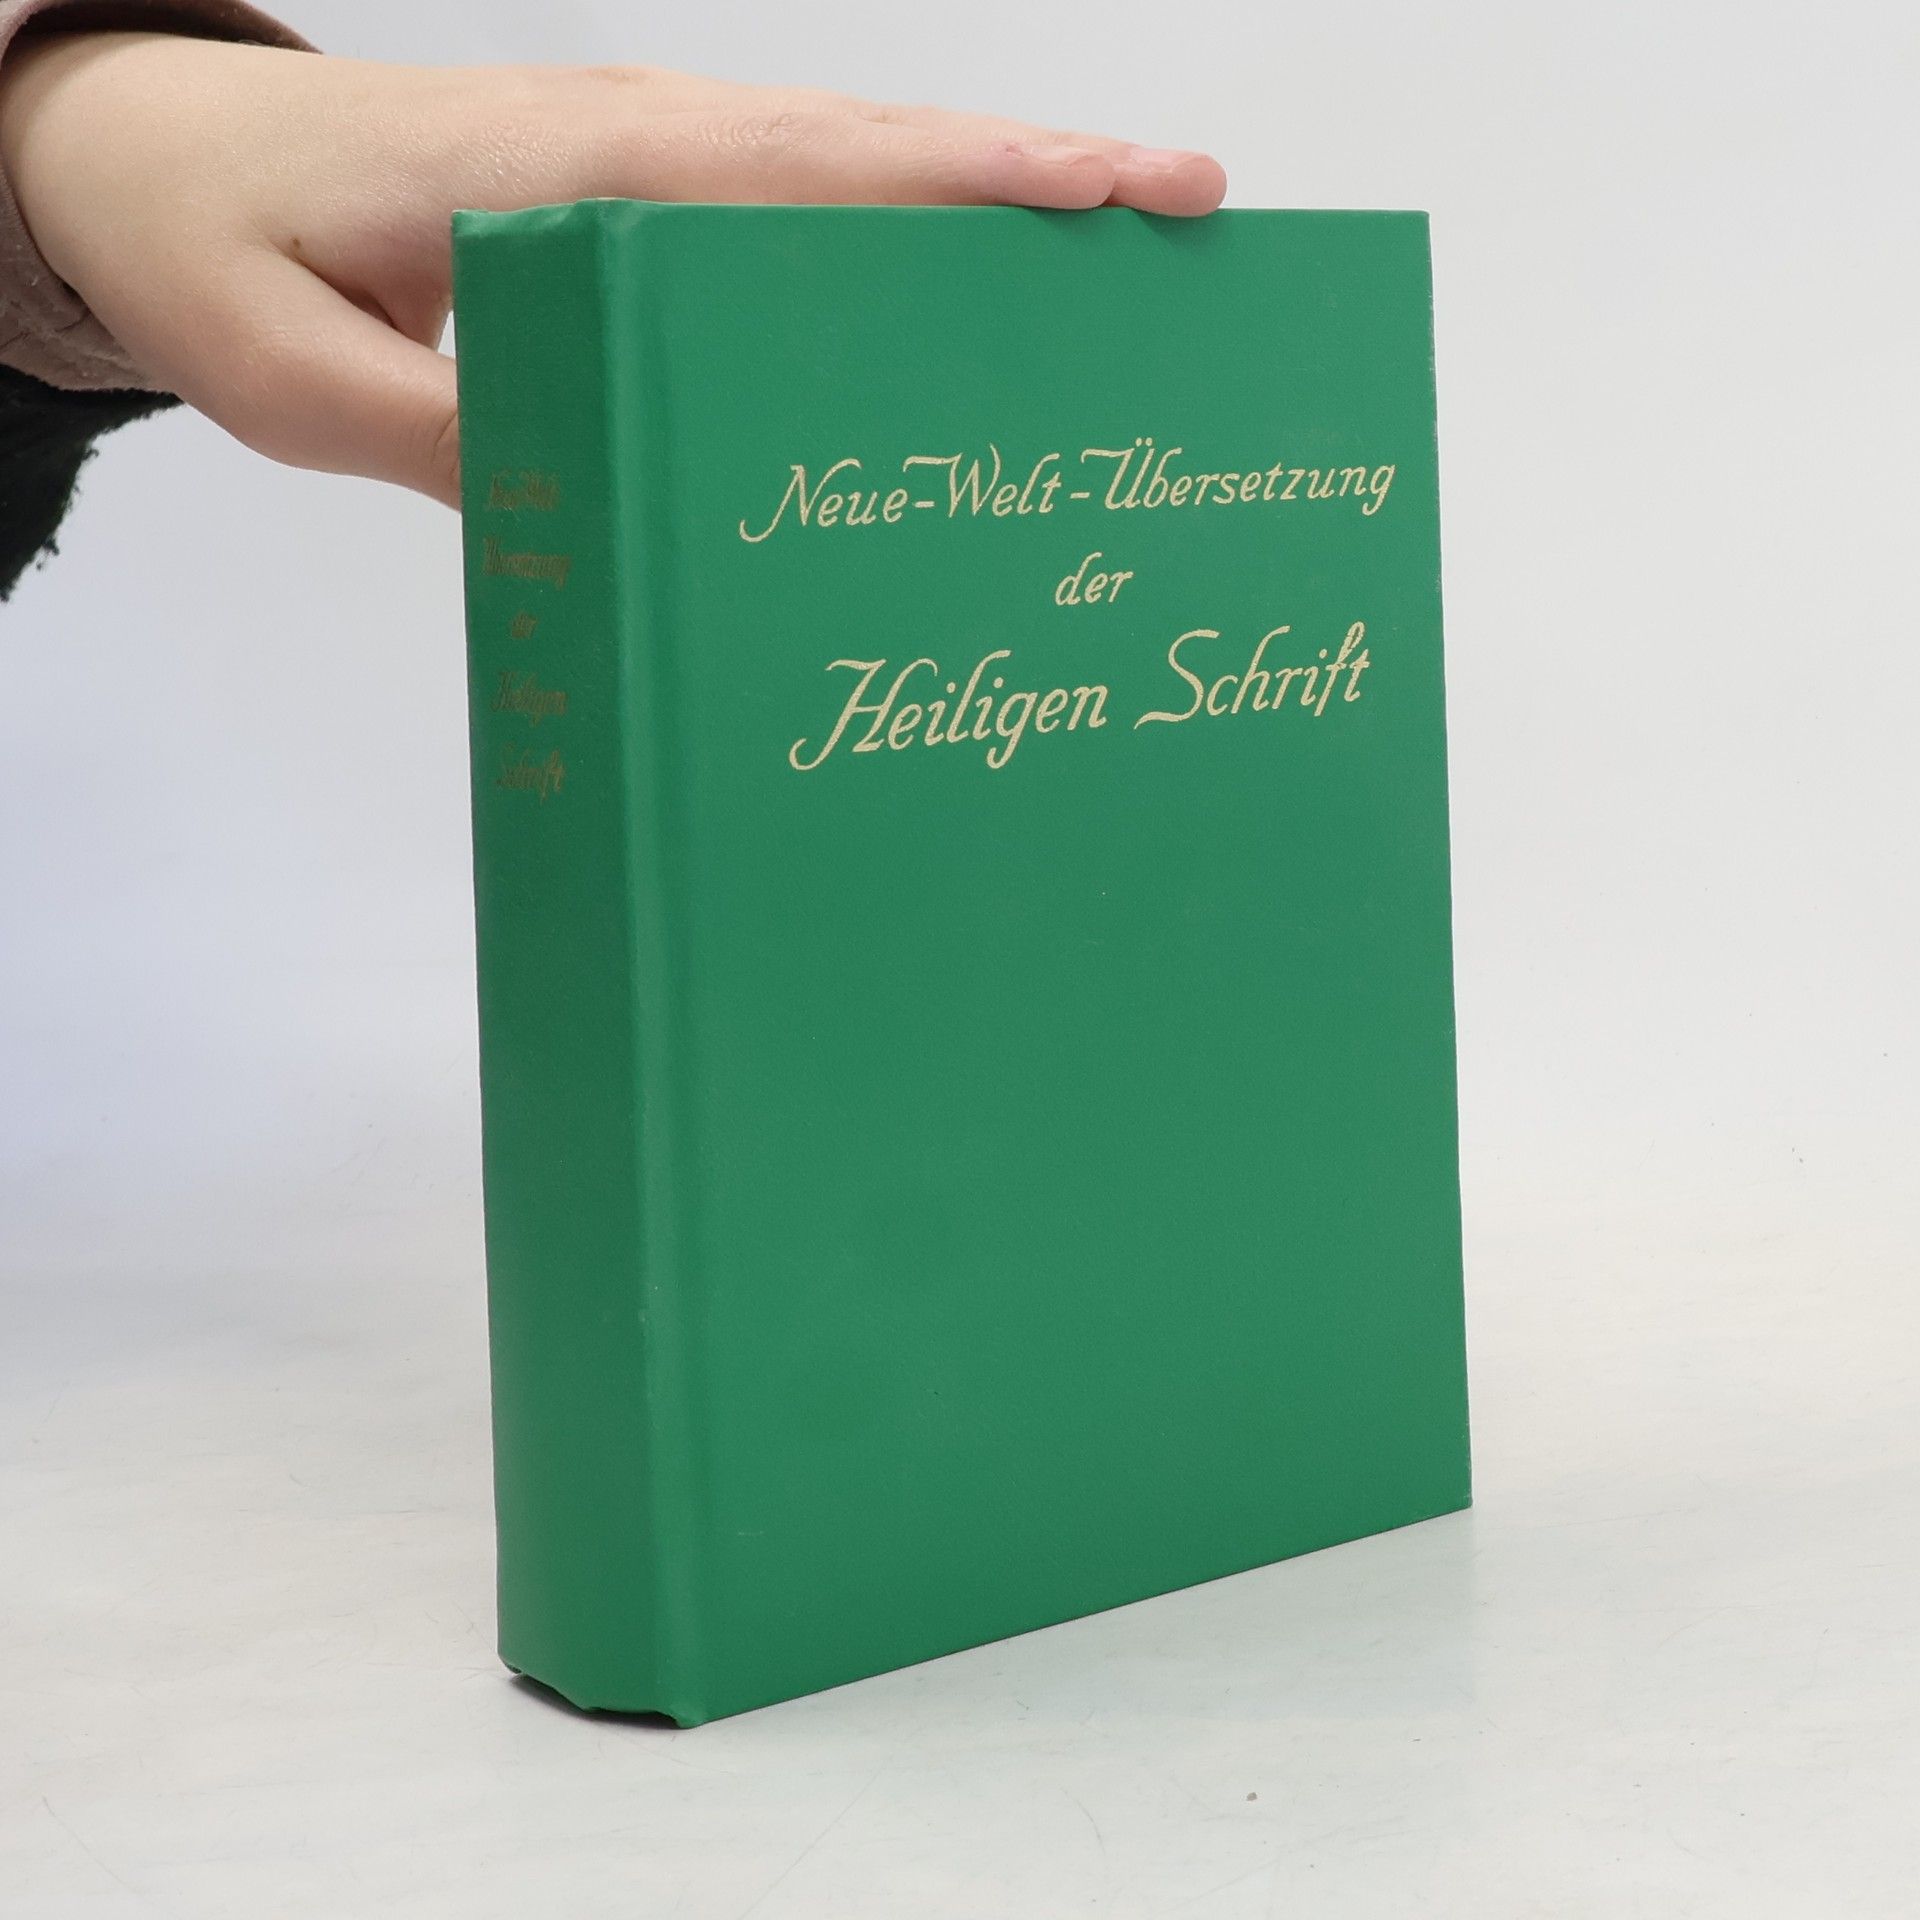 Neue-Welt-Übersetzung
der
Heiligen Schrift
Neue-Welt-
Übersetzung
der
Heiligen
Schrift